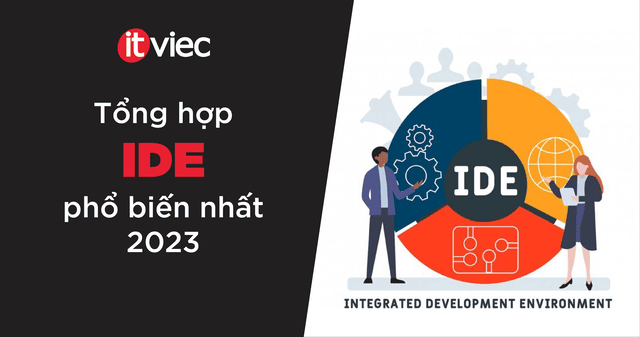 itviec
Tổng hợp
IDE
phổ biến nhất
2023
IDE
INTEGRATED DEVELOPMENT ENVIRONMENT